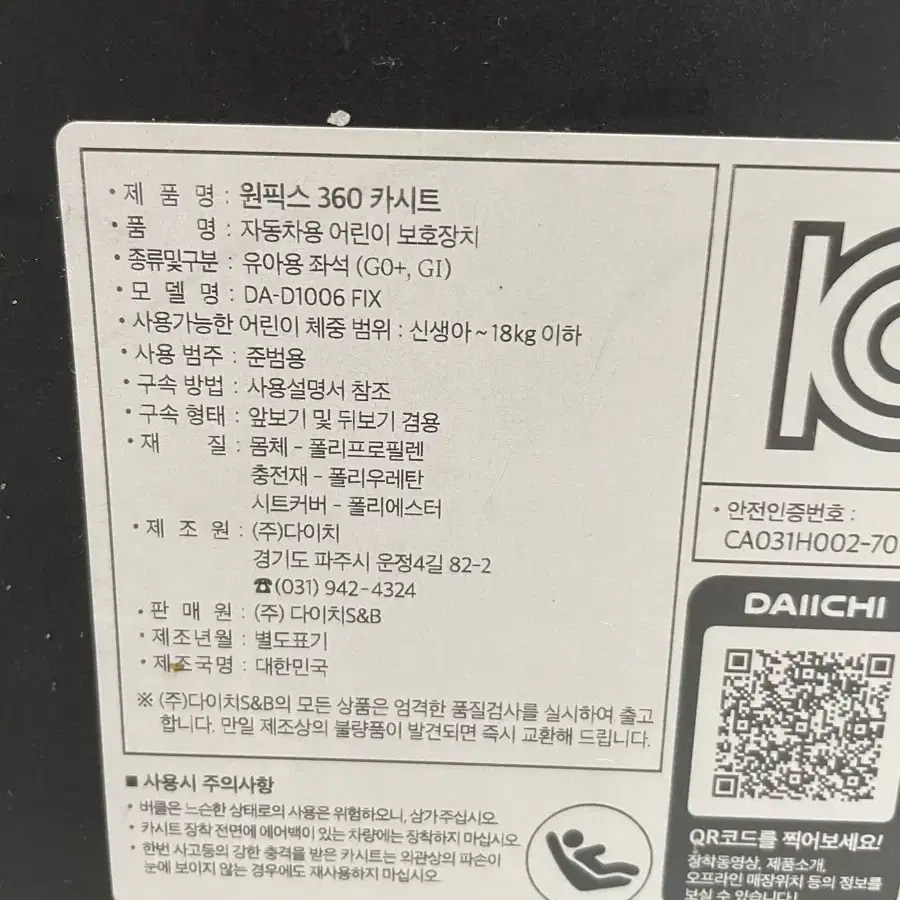 • 제 품 명 : 원픽스 360 카시트
• 품 명 : 자동차용 어린이 보호장치
• 종류및구분 : 유아용 좌석 (G0+, GI)
• 모 델 명 : DA-D1006 FIX
• 사용가능한 어린이 체중 범위 : 신생아 ~ 18kg 이하
• 사용 범주 : 준범용
• 구속 방법 : 사용설명서 참조
• 구속 형태 : 앞보기 및 뒤보기 겸용
• 재 질 : 몸체 - 폴리프로필렌
충전재 - 폴리우레탄
시트커버 - 폴리에스터
• 제 조 원 : (주)다이치
경기도 파주시 운정4길 82-2
☎(031) 942-4324
• 판 매 원 : (주) 다이치S&B
• 제조년월 : 별도표기
• 제조국명 : 대한민국
※ (주)다이치S&B의 모든 상품은 엄격한 품질검사를 실시하여 출고
합니다. 만일 제조상의 불량품이 발견되면 즉시 교환해 드립니다.
■ 사용시 주의사항
• 버클은 느슨한 상태로의 사용은 위험하오니, 삼가주십시오.
• 카시트 장착 전면에 에어백이 있는 차량에는 장착하지 마십시오.
• 한번 사고등의 강한 충격을 받은 카시트는 외관상의 파손이
눈에 보이지 않는 경우에도 재사용하지 마십시오.
• 안전인증번호 :
CA031H002-70
DAIICHI
QR코드를 찍어보세요!
장착동영상, 제품소개,
오프라인 매장위치 등의 정보를
보실 수 있습니다!